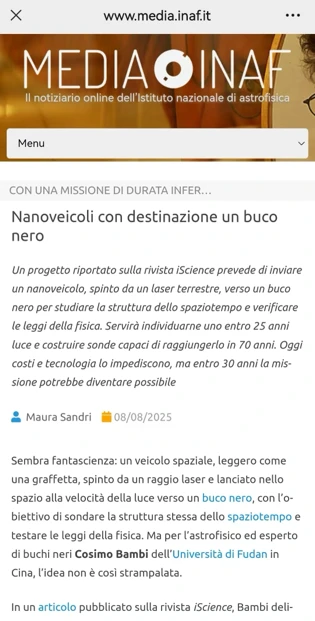 www.media.inaf.it
MEDIA INAF
Il notiziario online dell'Istituto nazionale di astrofisica
Menu
CON UNA MISSIONE DI DURATA INFER…
Nanoveicoli con destinazione un buco
nero
Un progetto riportato sulla rivista iScience prevede di inviare
un nanoveicolo, spinto da un laser terrestre, verso un buco
nero per studiare la struttura dello spaziotempo e verificare
le leggi della fisica. Servirà individuarne uno entro 25 anni
luce e costruire sonde capaci di raggiungerlo in 70 anni. Oggi
costi e tecnologia lo impediscono, ma entro 30 anni la mis-
sione potrebbe diventare possibile
Maura Sandri 08/08/2025
Sembra fantascienza: un veicolo spaziale, leggero come
una graffetta, spinto da un raggio laser e lanciato nello
spazio alla velocità della luce verso un buco nero, con l'o-
biettivo di sondare la struttura stessa dello spaziotempo e
testare le leggi della fisica. Ma per l'astrofisico ed esperto
di buchi neri Cosimo Bambi dell'Università di Fudan in
Cina, l'idea non è così strampalata.
In un articolo pubblicato sulla rivista iScience, Bambi deli-